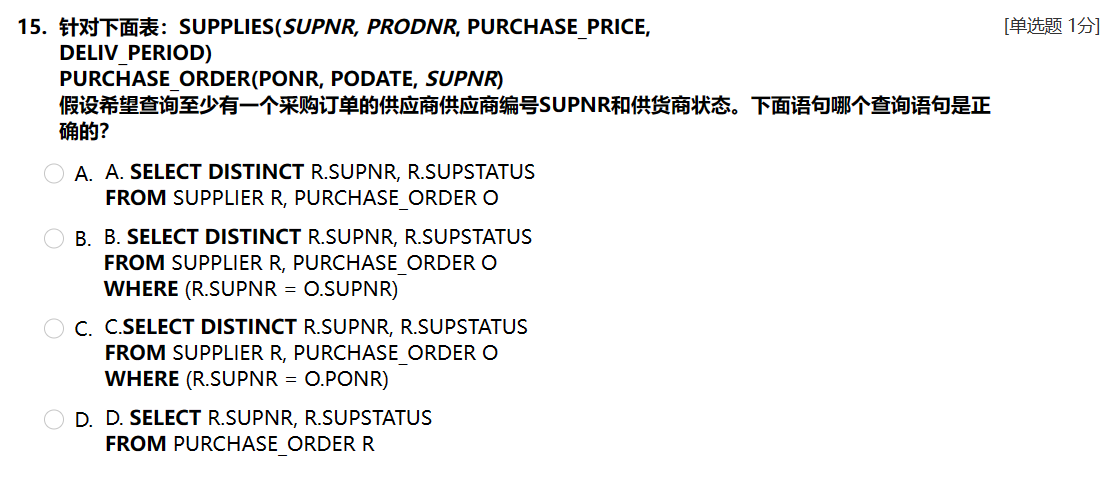 15. 针对下面表：SUPPLIES(SUPNR, PRODNR, PURCHASE_PRICE, [单选题 1分]
DELIV_PERIOD)
PURCHASE_ORDER(PONR, PODATE, SUPNR)
假设希望查询至少有一个采购订单的供应商供应商编号SUPNR和供货商状态。下面语句哪个查询语句是正
确的？
A. A. SELECT DISTINCT R.SUPNR, R.SUPSTATUS
FROM SUPPLIER R, PURCHASE_ORDER O
B. B. SELECT DISTINCT R.SUPNR, R.SUPSTATUS
FROM SUPPLIER R, PURCHASE_ORDER O
WHERE (R.SUPNR = O.SUPNR)
C. C.SELECT DISTINCT R.SUPNR, R.SUPSTATUS
FROM SUPPLIER R, PURCHASE_ORDER O
WHERE (R.SUPNR = O.PONR)
D. D. SELECT R.SUPNR, R.SUPSTATUS
FROM PURCHASE_ORDER R